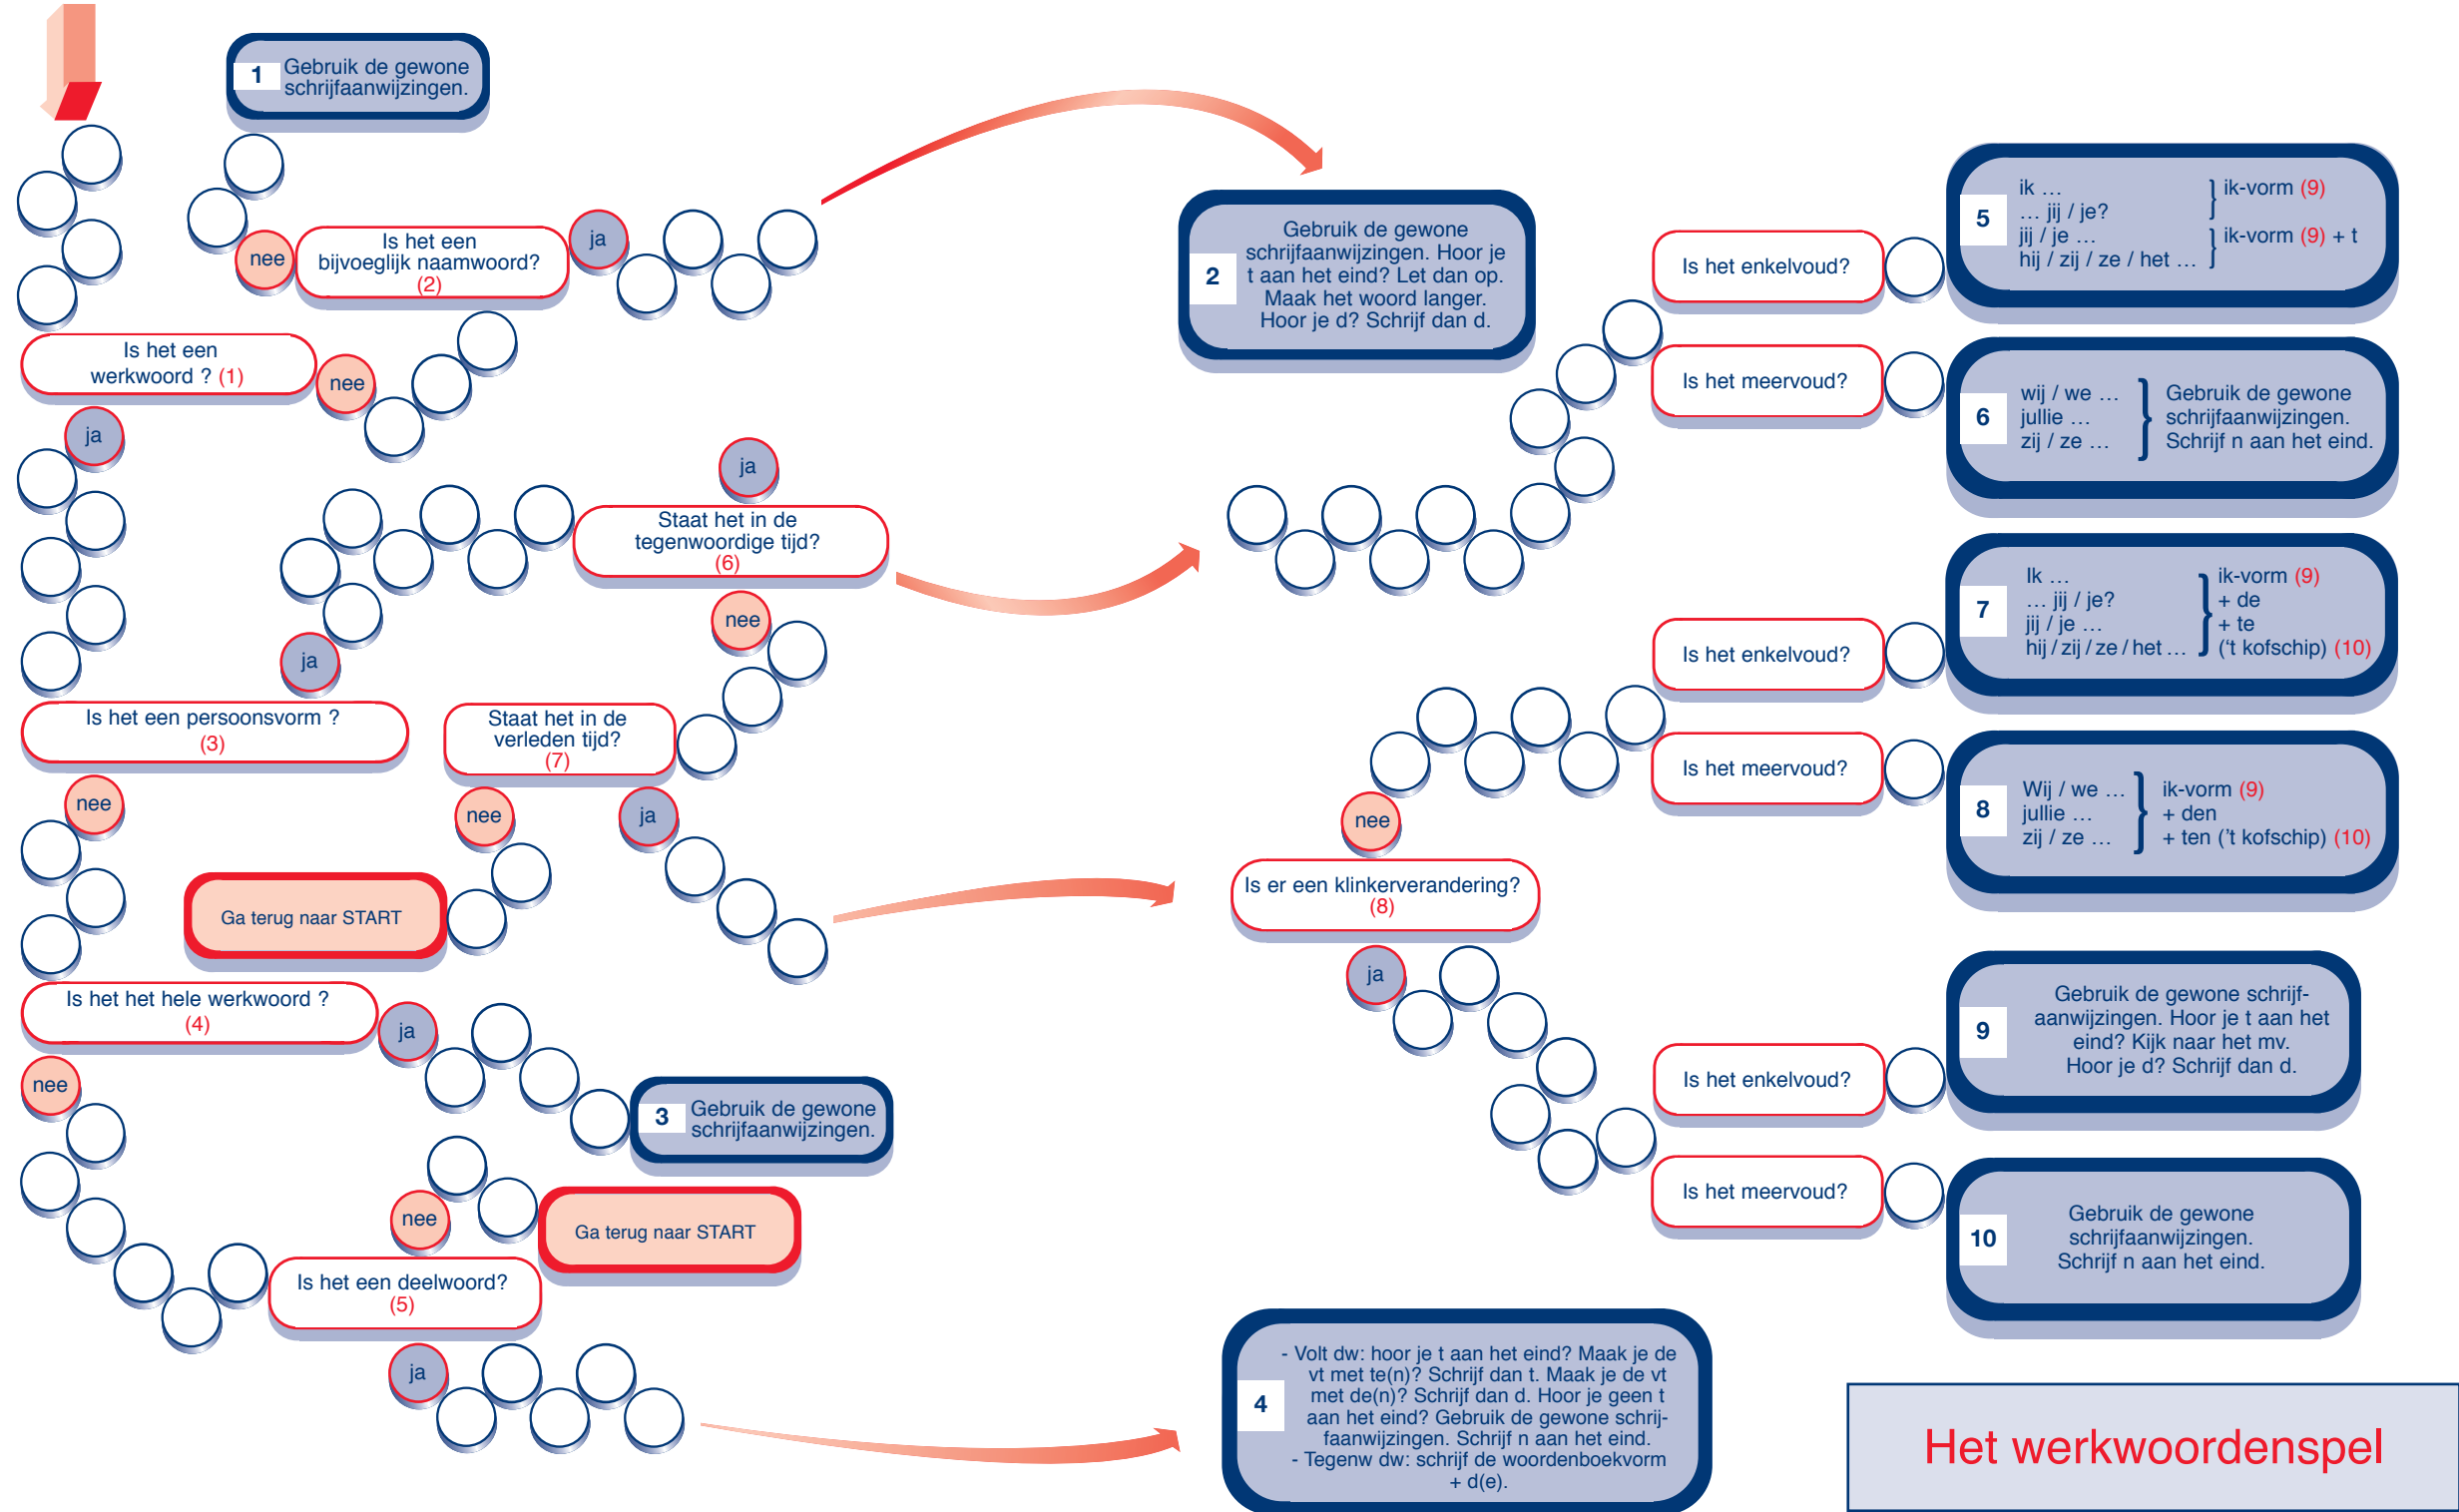 1
Gebruik de gewone
schrijfaanwijzingen.
nee
Is het een
bijvoeglijk naamwoord?
(2)
ja
Is het een
werkwoord ? (1)
nee
ja
ja
Staat het in de
tegenwoordige tijd?
(6)
nee
ja
Is het een persoonsvorm ?
(3)
Staat het in de
verleden tijd?
(7)
nee
nee
ja
Ga terug naar START
Is het het hele werkwoord ?
(4)
ja
nee
3
Gebruik de gewone
schrijfaanwijzingen.
nee
Ga terug naar START
Is het een deelwoord?
(5)
ja
2
Gebruik de gewone
schrijfaanwijzingen. Hoor je
t aan het eind? Let dan op.
Maak het woord langer.
Hoor je d? Schrijf dan d.
Is het enkelvoud?
5
ik …
… jij / je?
} ik-vorm (9)
jij / je …
hij / zij / ze / het …
} ik-vorm (9) + t
Is het meervoud?
6
wij / we …
jullie …
zij / ze …
}
Gebruik de gewone
schrijfaanwijzingen.
Schrijf n aan het eind.
Is het enkelvoud?
7
Ik …
… jij / je?
jij / je …
hij / zij / ze / het …
}
ik-vorm (9)
+ de
+ te
(‘t kofschip) (10)
Is het meervoud?
8
Wij / we …
jullie …
zij / ze …
}
ik-vorm (9)
+ den
+ ten (’t kofschip) (10)
nee
Is er een klinkerverandering?
(8)
ja
Is het enkelvoud?
9
Gebruik de gewone schrijf-
aanwijzingen. Hoor je t aan het
eind? Kijk naar het mv.
Hoor je d? Schrijf dan d.
Is het meervoud?
10
Gebruik de gewone
schrijfaanwijzingen.
Schrijf n aan het eind.
4
- Volt dw: hoor je t aan het eind? Maak je de
vt met te(n)? Schrijf dan t. Maak je de vt
met de(n)? Schrijf dan d. Hoor je geen t
aan het eind? Gebruik de gewone schrij-
faanwijzingen. Schrijf n aan het eind.
- Tegenw dw: schrijf de woordenboekvorm
+ d(e).
Het werkwoordenspel